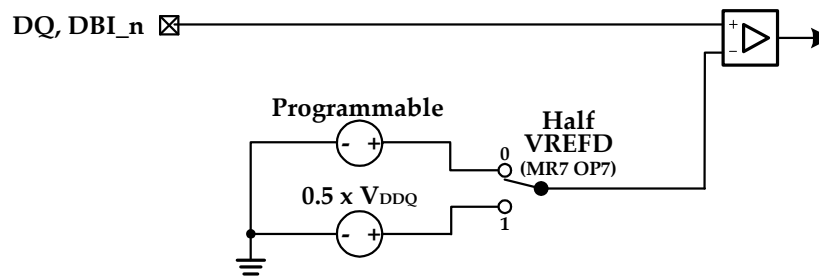 DQ, DBI_n
+
-
Programmable
- +
Half
VREFD
(MR7 OP7)
0
0.5 x VDDQ
- +
1